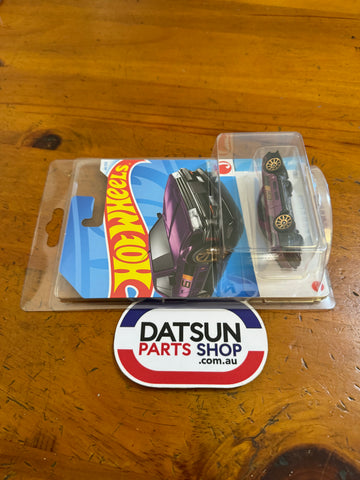 HOT WHEELS
DATSUN
PARTS SHOP
.com.au